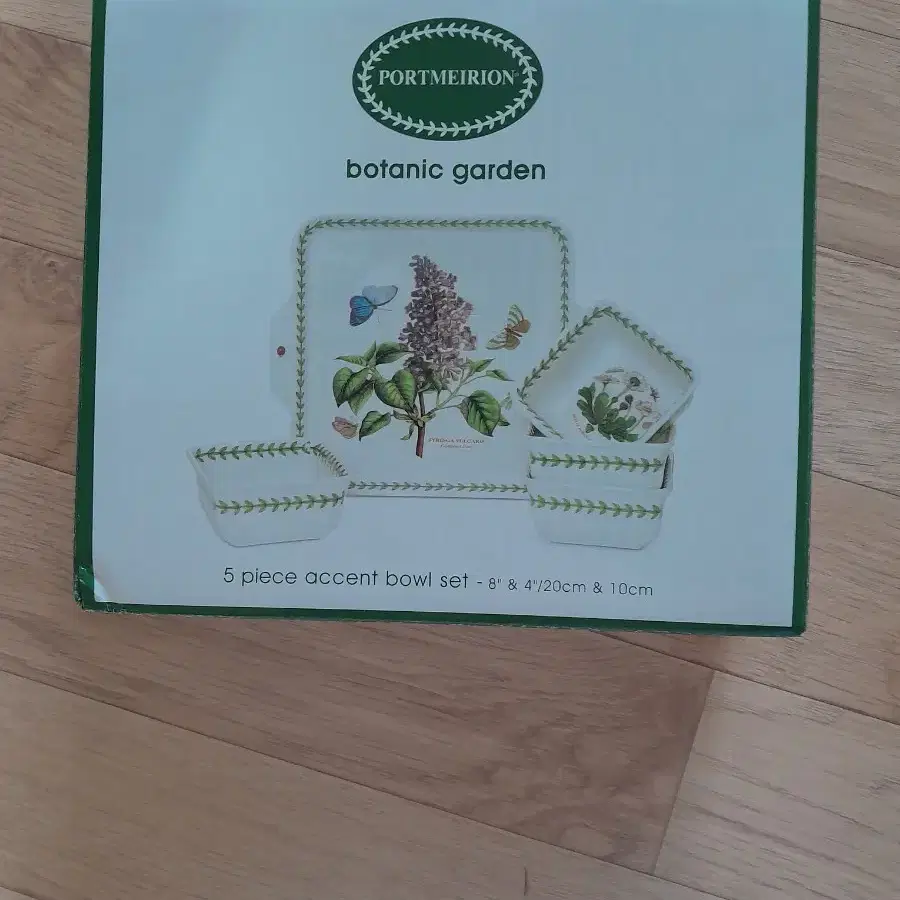 PORTMEIRION
botanic garden
5 piece accent bowl set - 8" & 4"/20cm & 10cm